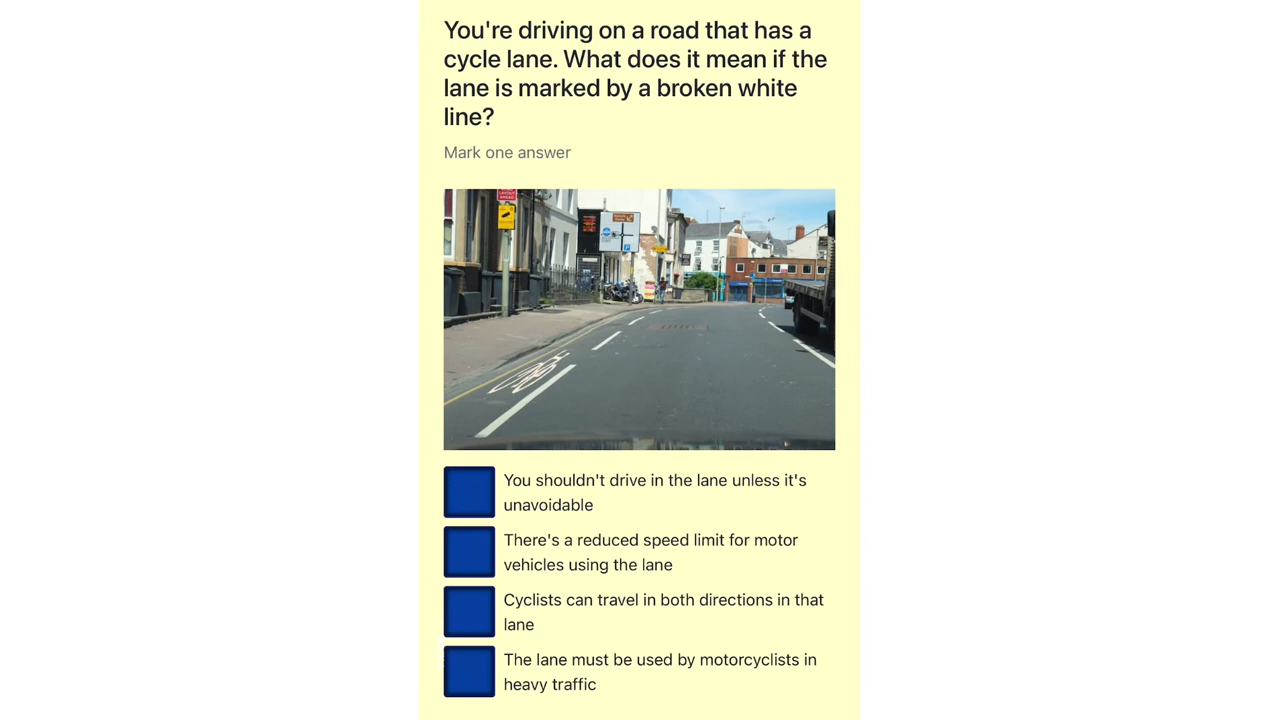 You're driving on a road that has a
cycle lane. What does it mean if the
lane is marked by a broken white
line?
Mark one answer
You shouldn't drive in the lane unless it's
unavoidable
There's a reduced speed limit for motor
vehicles using the lane
Cyclists can travel in both directions in that
lane
The lane must be used by motorcyclists in
heavy traffic